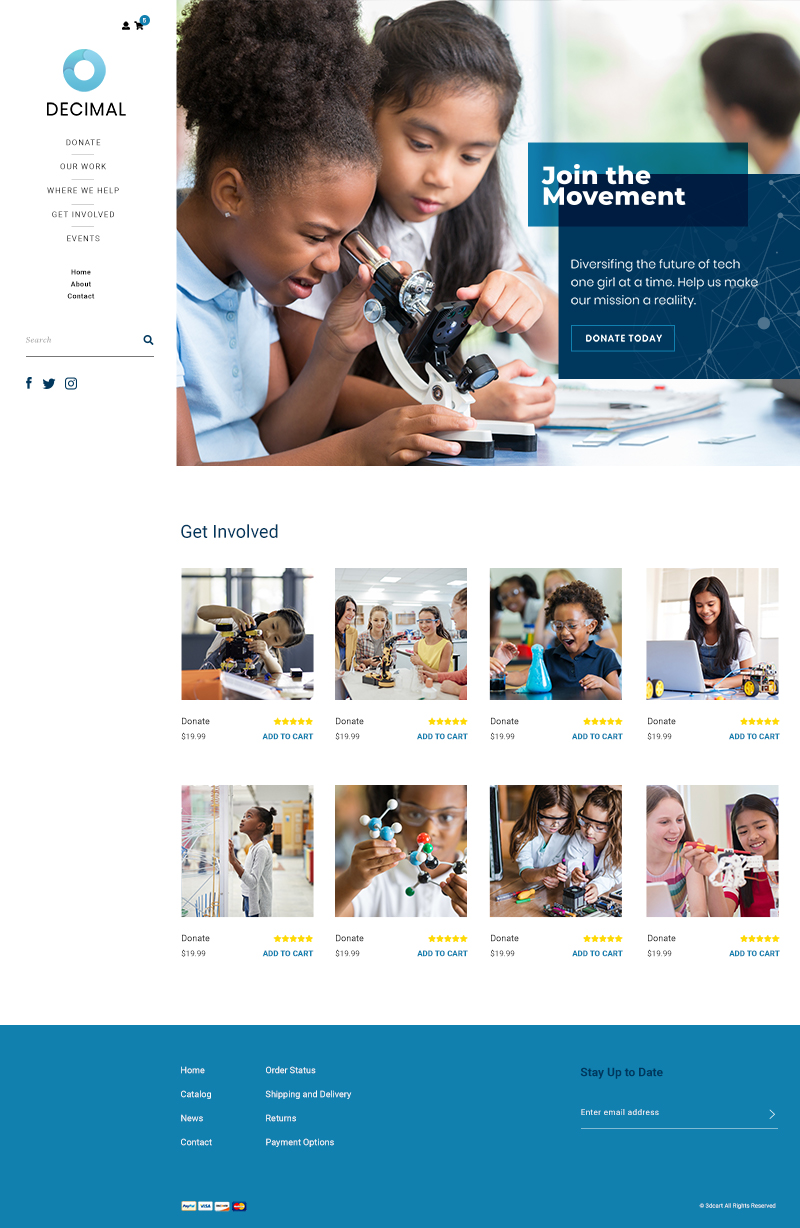 5
DECIMAL
DONATE
OUR WORK
WHERE WE HELP
GET INVOLVED
EVENTS
Home
About
Contact
Search
Join the
Movement
Diversifing the future of tech
one girl at a time. Help us make
our mission a realiity.
DONATE TODAY
Get Involved
Donate
$19.99 ADD TO CART
Donate
$19.99 ADD TO CART
Donate
$19.99 ADD TO CART
Donate
$19.99 ADD TO CART
Donate
$19.99 ADD TO CART
Donate
$19.99 ADD TO CART
Donate
$19.99 ADD TO CART
Donate
$19.99 ADD TO CART
Home
Catalog
News
Contact
Order Status
Shipping and Delivery
Returns
Payment Options
Stay Up to Date
Enter email address
PayPal VISA
© 3dcart All Rights Reserved